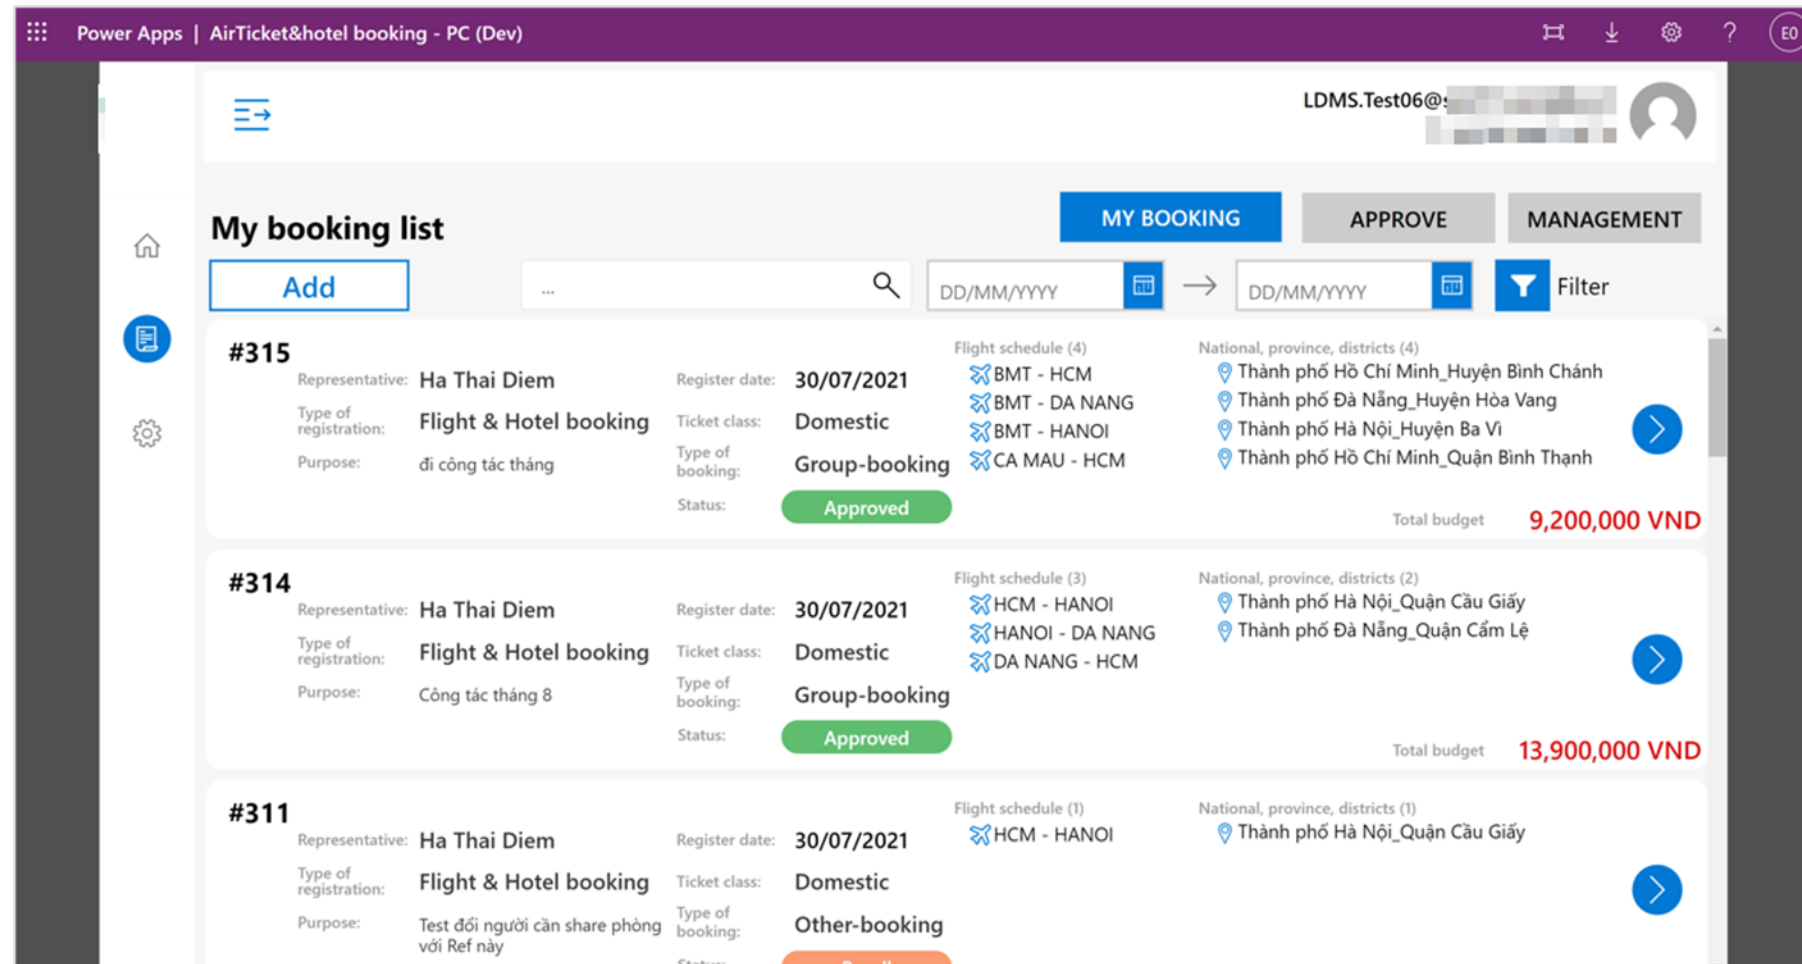 Power Apps | AirTicket&hotel booking - PC (Dev)
? E0
LDMS.Test06@
My booking list
MY BOOKING APPROVE MANAGEMENT
Add ... DD/MM/YYYY DD/MM/YYYY Filter
#315
Representative: Ha Thai Diem
Type of registration: Flight & Hotel booking
Purpose: đi công tác tháng
Register date: 30/07/2021
Ticket class: Domestic
Type of booking: Group-booking
Status: Approved
Flight schedule (4)
BMT - HCM
BMT - DA NANG
BMT - HANOI
CA MAU - HCM
National, province, districts (4)
Thành phố Hồ Chí Minh_Huyện Bình Chánh
Thành phố Đà Nẵng_Huyện Hòa Vang
Thành phố Hà Nội_Huyện Ba Vì
Thành phố Hồ Chí Minh_Quận Bình Thạnh
Total budget 9,200,000 VND
#314
Representative: Ha Thai Diem
Type of registration: Flight & Hotel booking
Purpose: Công tác tháng 8
Register date: 30/07/2021
Ticket class: Domestic
Type of booking: Group-booking
Status: Approved
Flight schedule (3)
HCM - HANOI
HANOI - DA NANG
DA NANG - HCM
National, province, districts (2)
Thành phố Hà Nội_Quận Cầu Giấy
Thành phố Đà Nẵng_Quận Cẩm Lệ
Total budget 13,900,000 VND
#311
Representative: Ha Thai Diem
Type of registration: Flight & Hotel booking
Purpose: Test đổi người cần share phòng
với Ref này
Register date: 30/07/2021
Ticket class: Domestic
Type of booking: Other-booking
Flight schedule (1)
HCM - HANOI
National, province, districts (1)
Thành phố Hà Nội_Quận Cầu Giấy